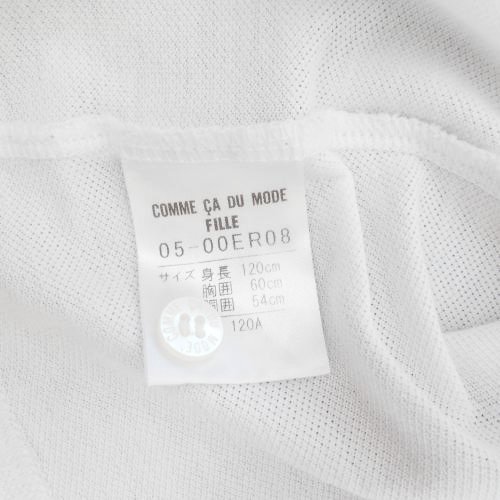 COMME ÇA DU MODE
FILLE
05-00ER08
サイズ 身長 120cm
胸囲 60cm
胴囲 54cm
120A